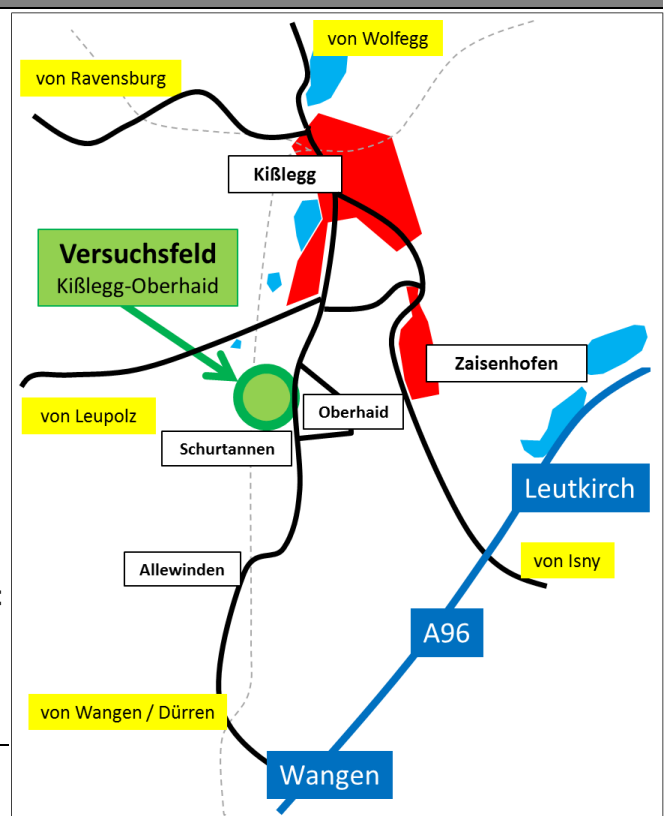 von Wolfegg
von Ravensburg
Kißlegg
Versuchsfeld
Kißlegg-Oberhaid
Zaisenhofen
von Leupolz
Oberhaid
Schurtannen
Leutkirch
von Isny
Allewinden
A96
von Wangen / Dürren
Wangen